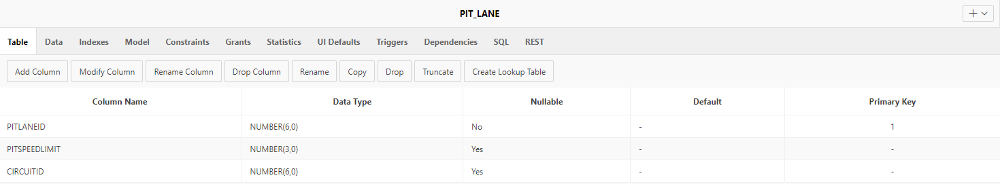 PIT_LANE
Table Data Indexes Model Constraints Grants Statistics UI Defaults Triggers Dependencies SQL REST
Add Column Modify Column Rename Column Drop Column Rename Copy Drop Truncate Create Lookup Table
Column Name Data Type Nullable Default Primary Key
PITLANEID NUMBER(6,0) No - 1
PITSPEEDLIMIT NUMBER(3,0) Yes - -
CIRCUITID NUMBER(6,0) Yes - -